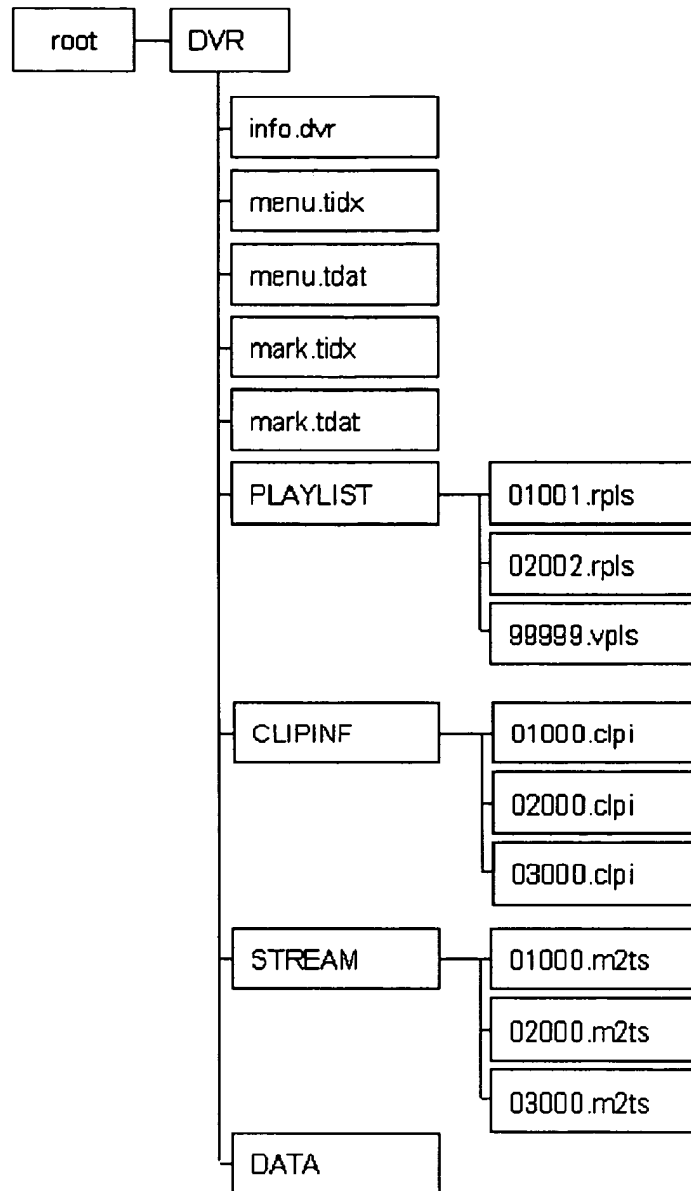 root
DVR
info.dvr
menu.tidx
menu.tdat
mark.tidx
mark.tdat
PLAYLIST
01001.rpls
02002.rpls
99999.vpls
CLIPINF
01000.clpi
02000.clpi
03000.clpi
STREAM
01000.m2ts
02000.m2ts
03000.m2ts
DATA